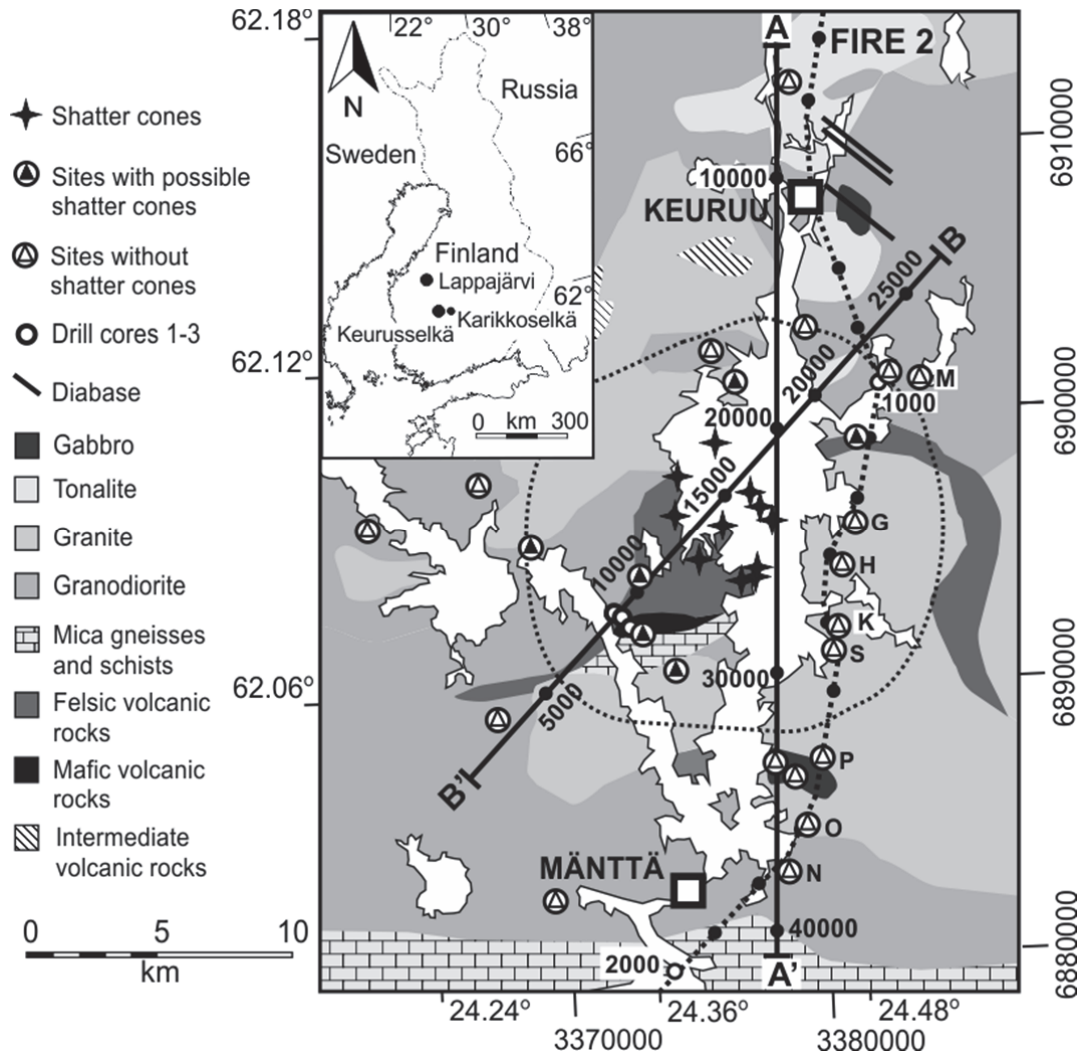 Shatter cones
Sites with possible
shatter cones
Sites without
shatter cones
Drill cores 1-3
Diabase
Gabbro
Tonalite
Granite
Granodiorite
Mica gneisses
and schists
Felsic volcanic
rocks
Mafic volcanic
rocks
Intermediate
volcanic rocks
0 5 10
km
62.18°
62.12°
62.06°
22° 30° 38°
N
Russia
66°
Sweden
Finland
Lappajärvi
62°
Karikkoselkä
Keurusselkä
0 km 300
A
FIRE 2
10000
KEURUU
B
25000
20000
M
1000
20000
15000
G
10000
H
K
S
30000
5000
P
B'
O
MÄNTTÄ
N
40000
2000
A'
6910000
6900000
6890000
6880000
24.24° 24.36° 24.48°
3370000 3380000